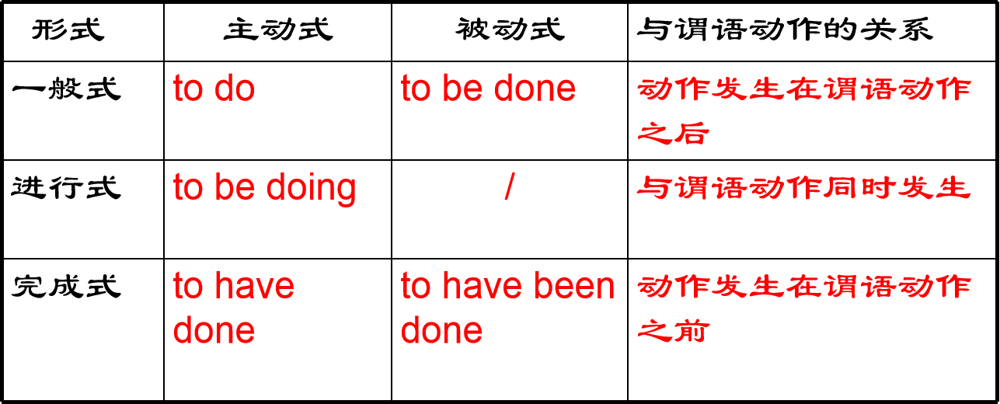 形式 主动式 被动式 与谓语动作的关系
一般式 to do to be done 动作发生在谓语动作
之后
进行式 to be doing / 与谓语动作同时发生
完成式 to have to have been 动作发生在谓语动作
done done 之前